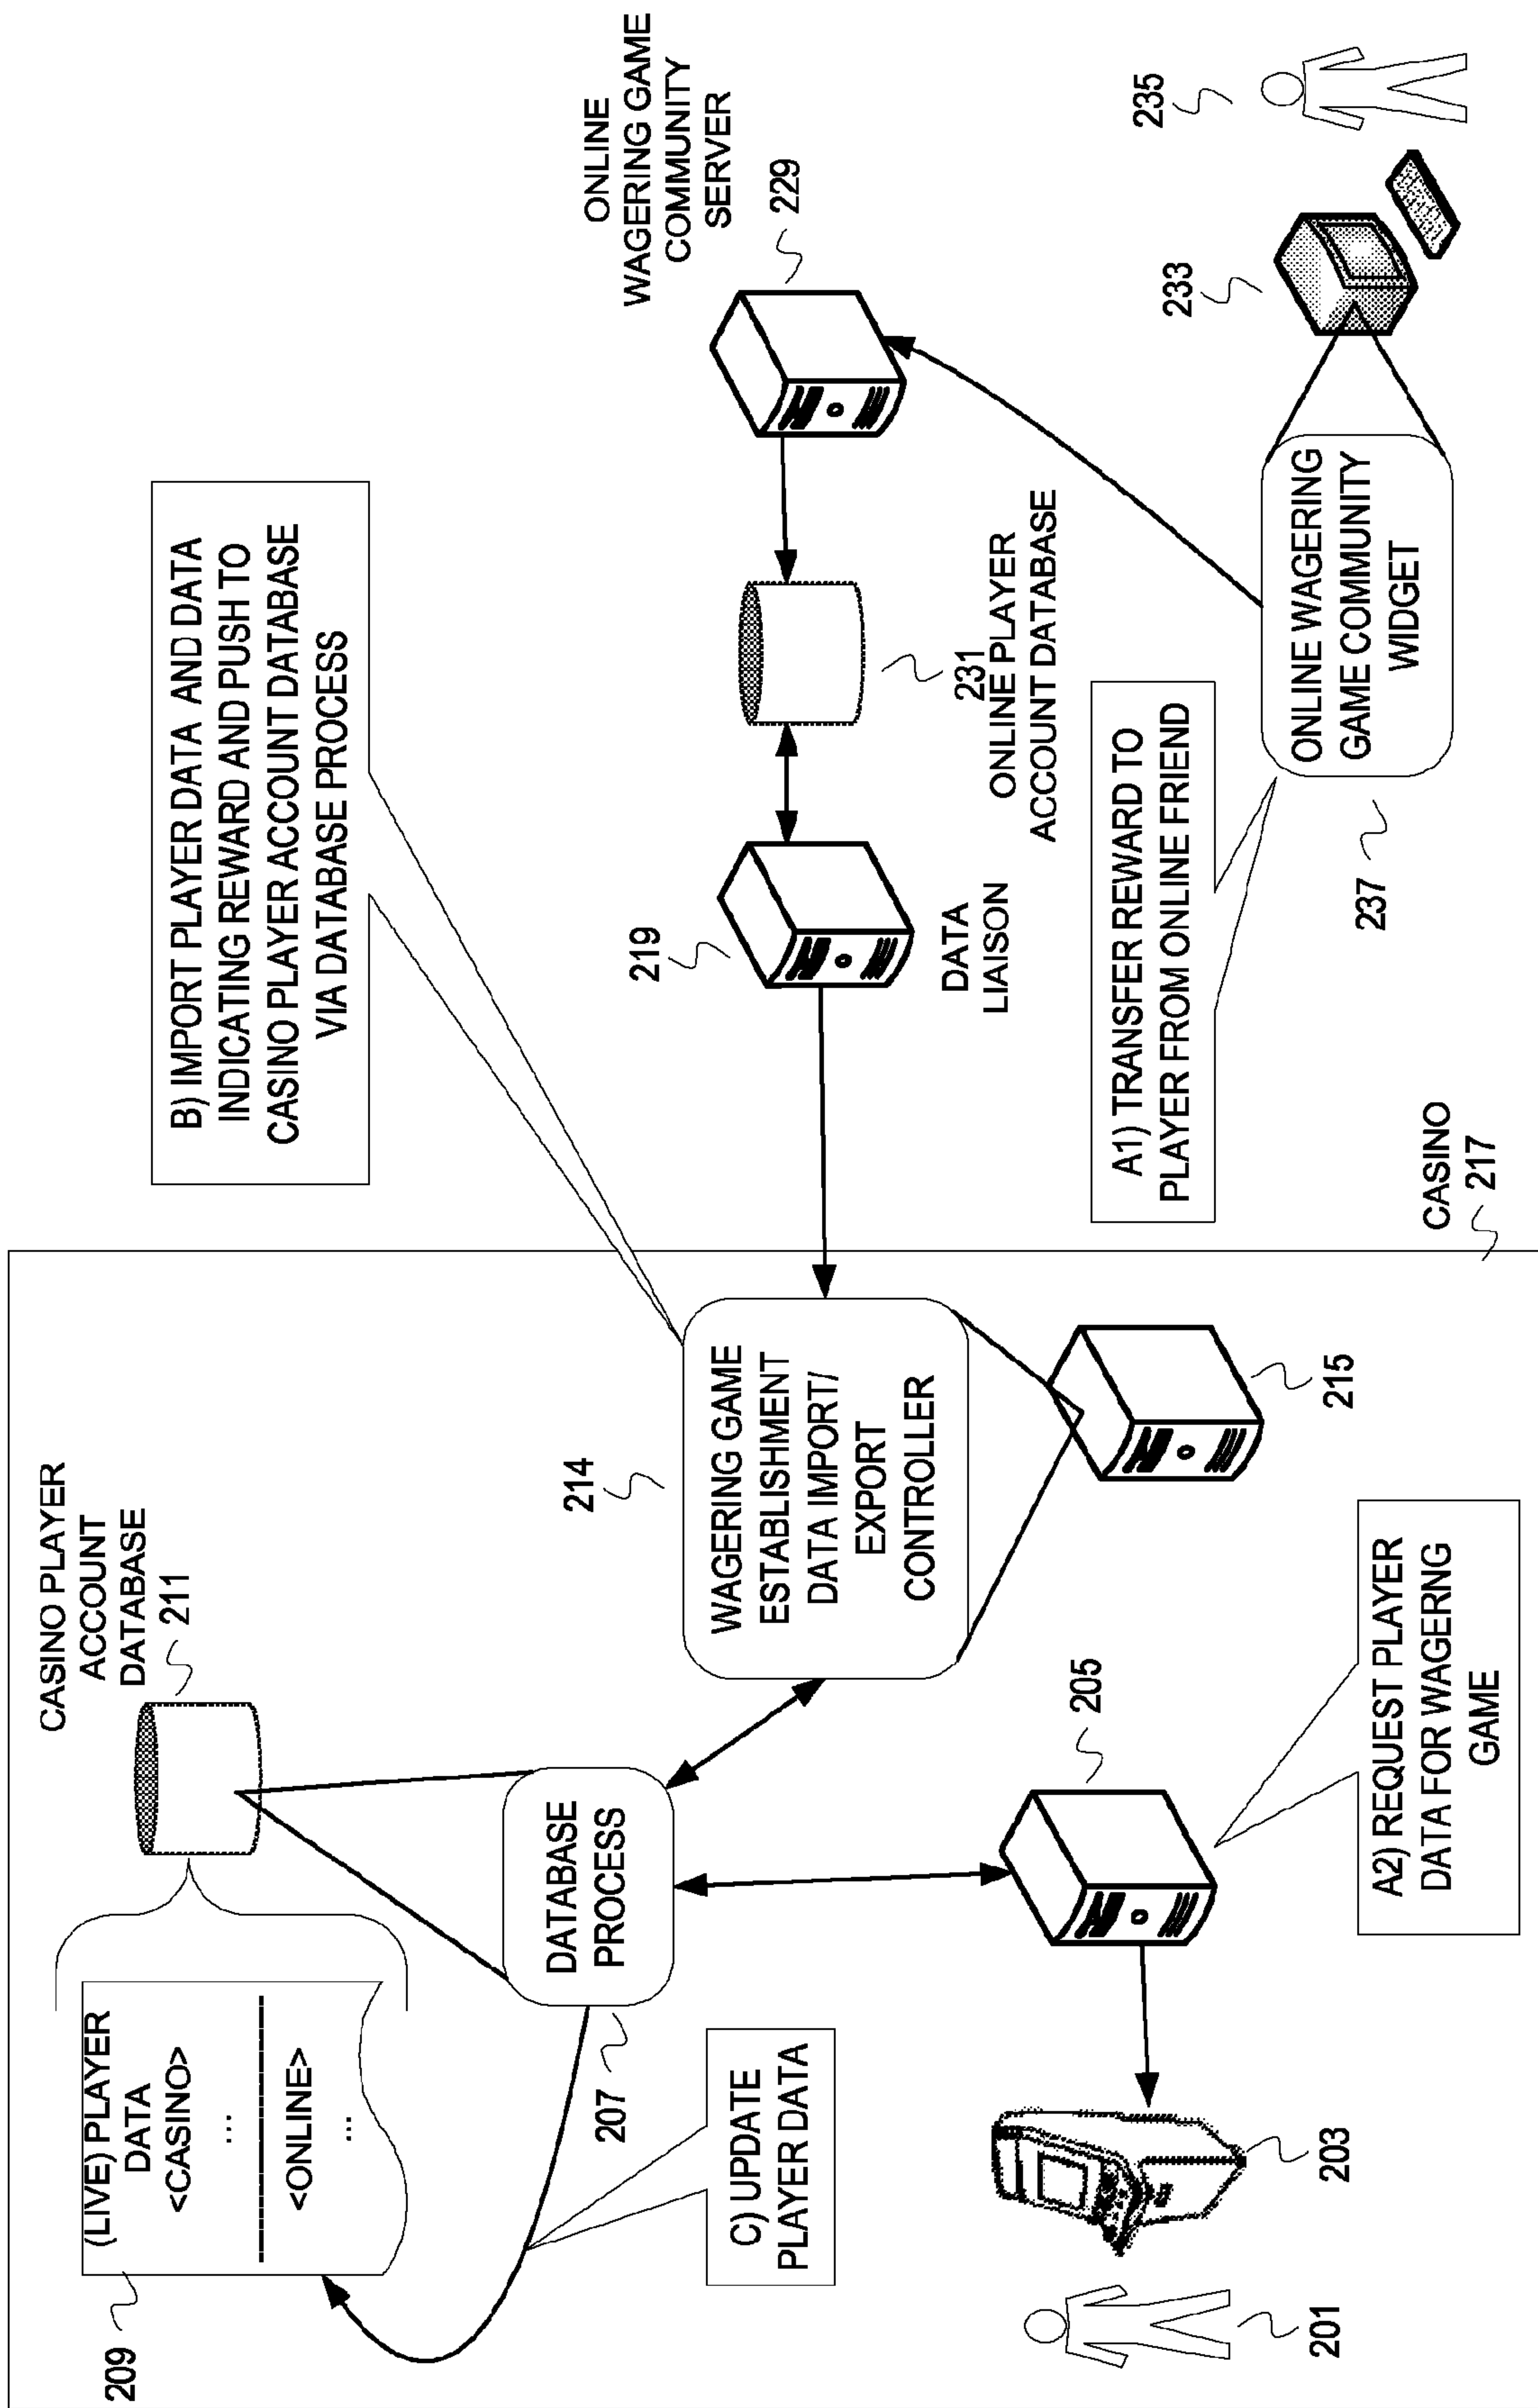 CASINO PLAYER
ACCOUNT
DATABASE
211
(LIVE) PLAYER
DATA
<CASINO>
...
<ONLINE>
...
209
DATABASE
PROCESS
207
C) UPDATE
PLAYER DATA
201
203
205
A2) REQUEST PLAYER
DATA FOR WAGERNG
GAME
214
WAGERING GAME
ESTABLISHMENT
DATA IMPORT/
EXPORT
CONTROLLER
215
CASINO
217
B) IMPORT PLAYER DATA AND DATA
INDICATING REWARD AND PUSH TO
CASINO PLAYER ACCOUNT DATABASE
VIA DATABASE PROCESS
219
DATA
LIAISON
231
ONLINE PLAYER
ACCOUNT DATABASE
ONLINE
WAGERING GAME
COMMUNITY
SERVER
229
A1) TRANSFER REWARD TO
PLAYER FROM ONLINE FRIEND
ONLINE WAGERING
GAME COMMUNITY
WIDGET
237
233
235